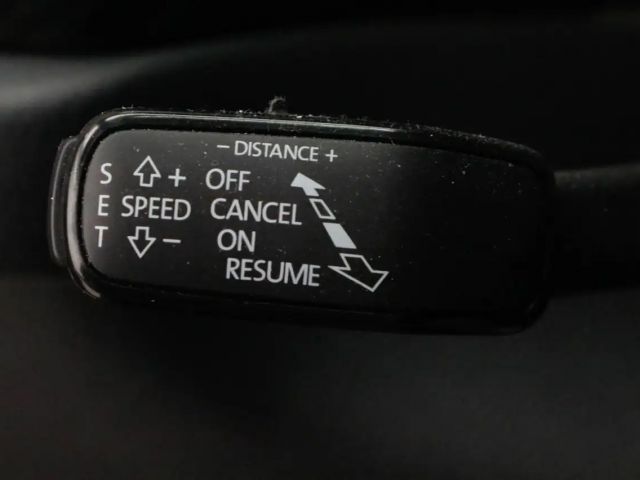 - DISTANCE +
S + OFF
E SPEED CANCEL
T - ON
RESUME